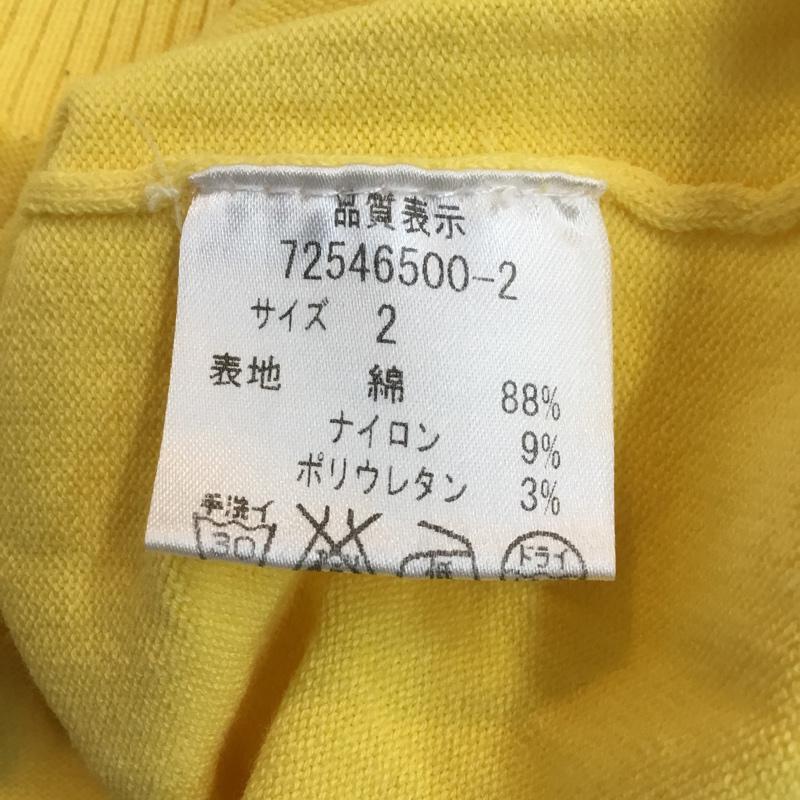 品質表示
72546500-2
サイズ 2
表地 綿 88%
ナイロン 9%
ポリウレタン 3%
手洗イ 30 低 ドライ